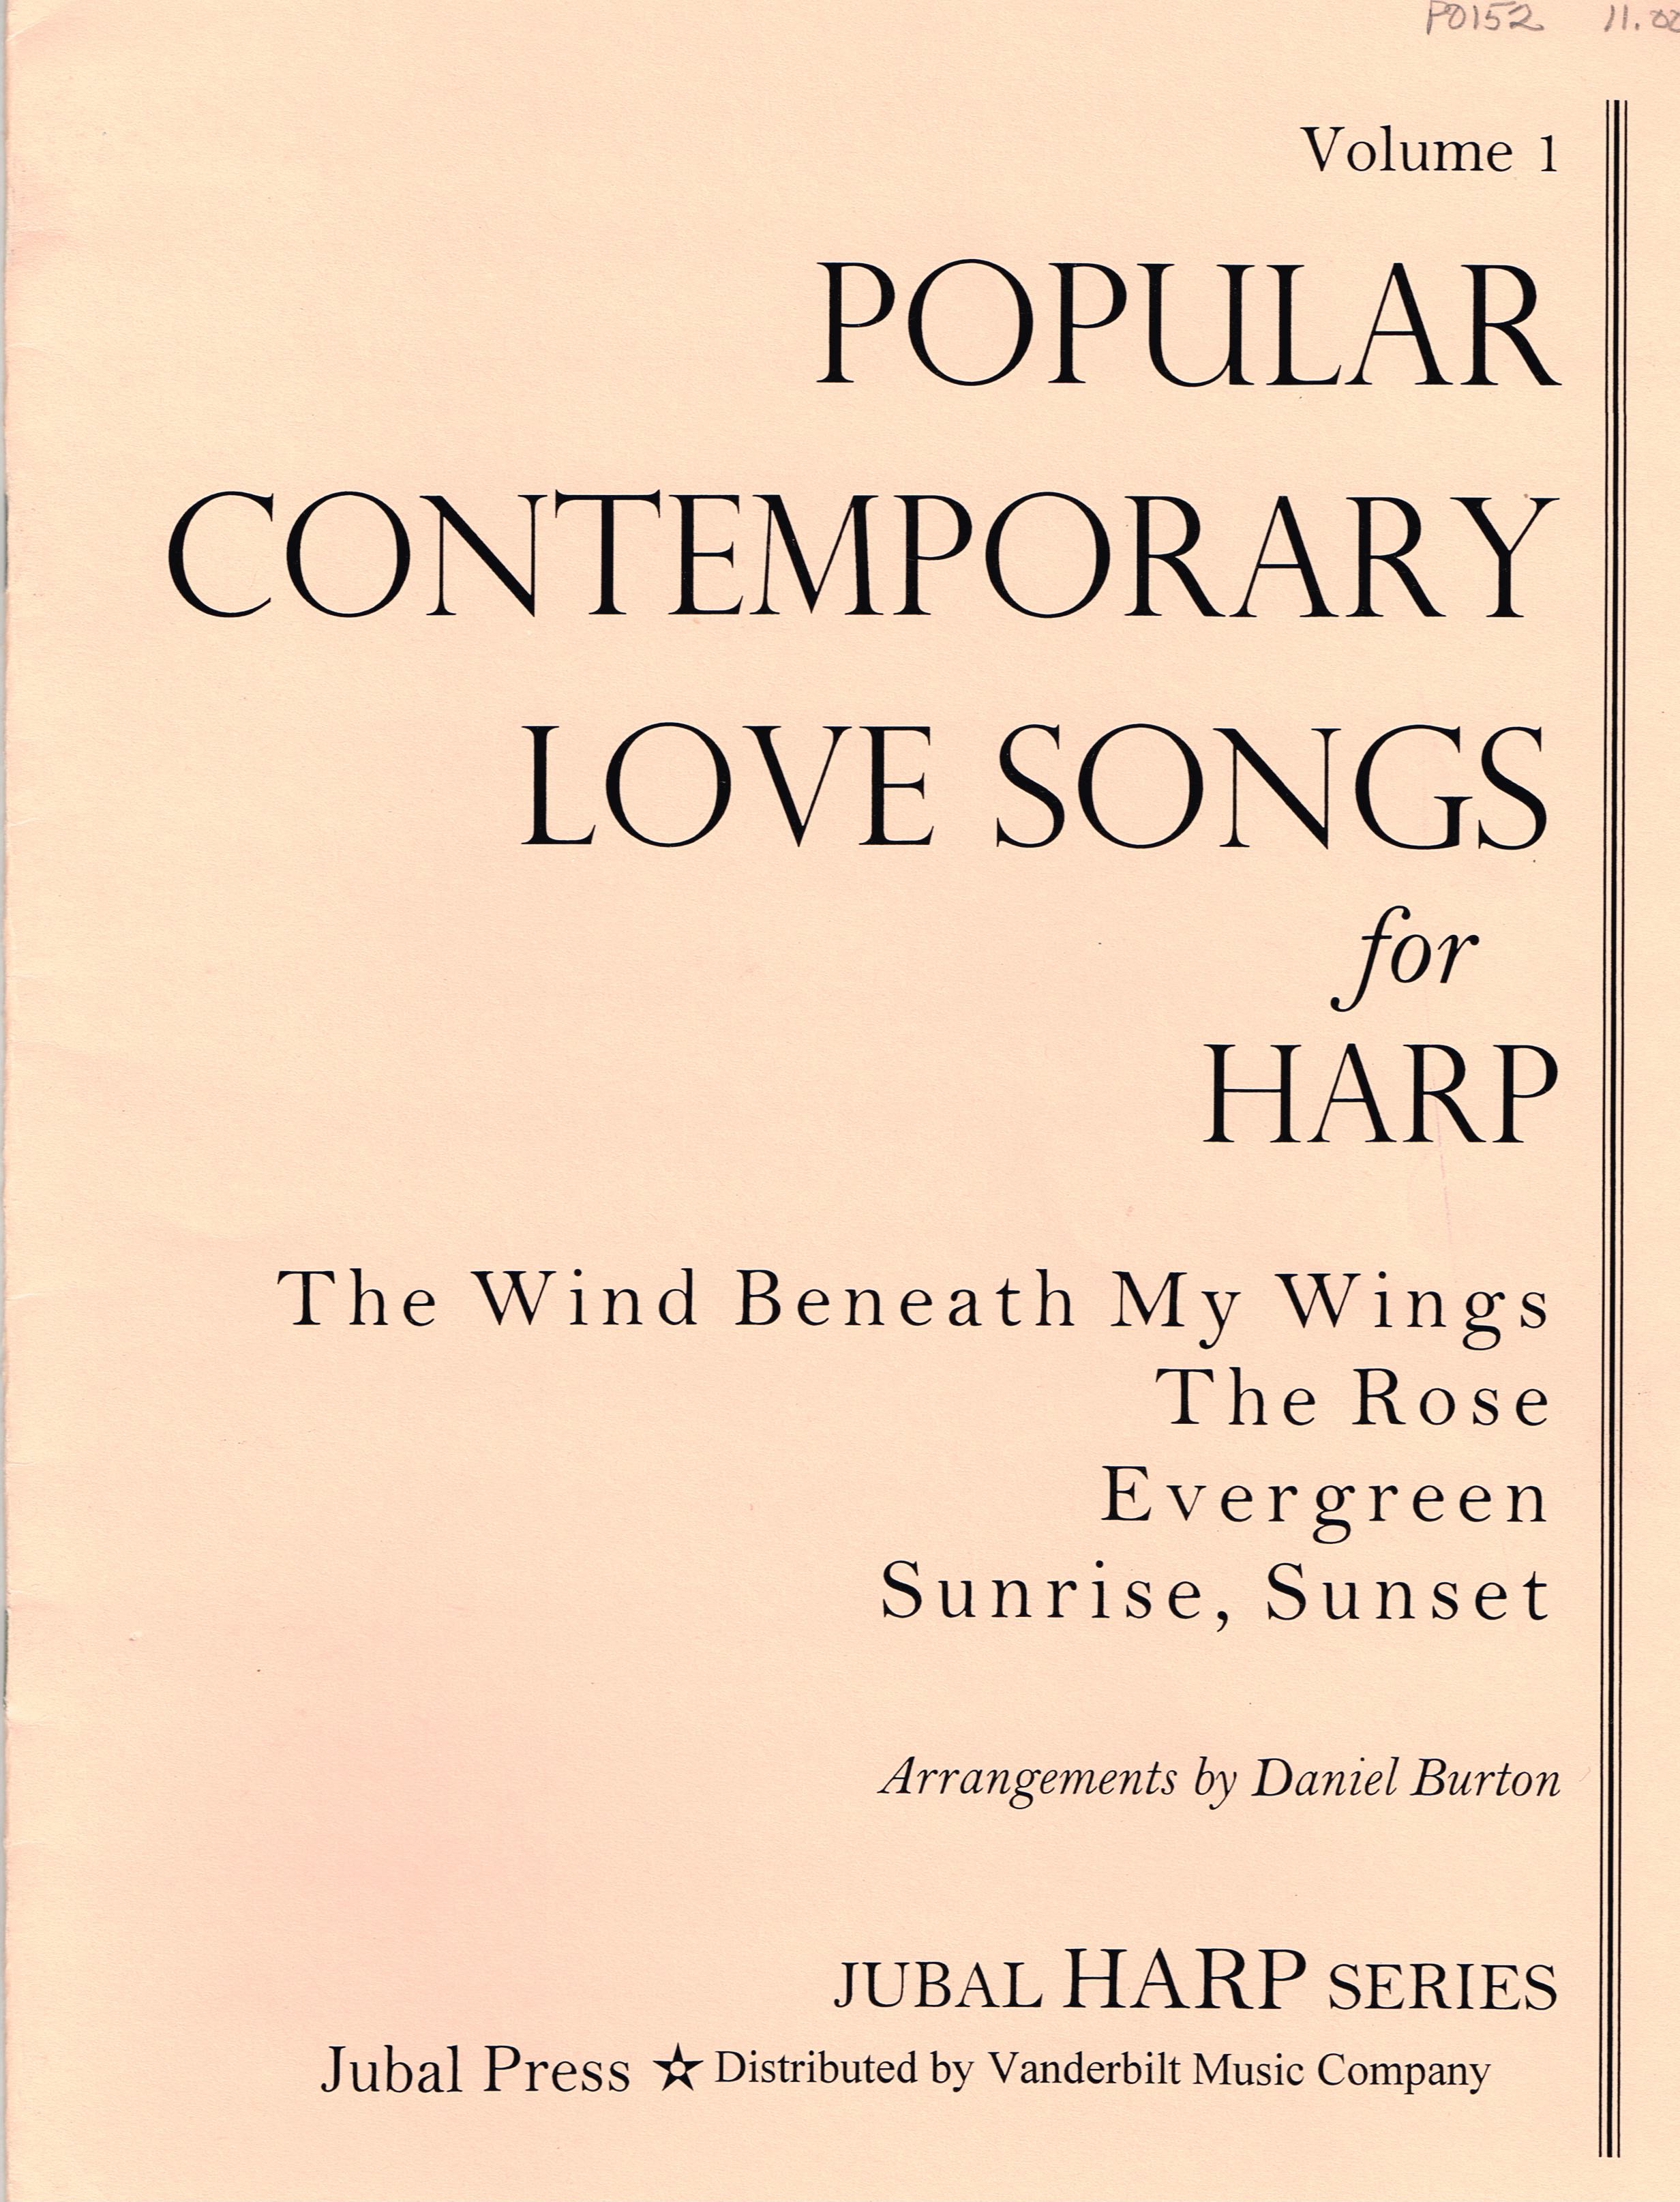 P0152 11.00
Volume 1
POPULAR
CONTEMPORARY
LOVE SONGS
for
HARP
The Wind Beneath My Wings
The Rose
Evergreen
Sunrise, Sunset
Arrangements by Daniel Burton
JUBAL HARP SERIES
Jubal Press ☆ Distributed by Vanderbilt Music Company